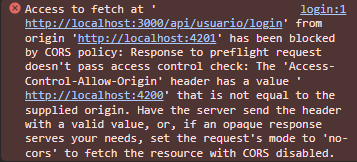 Access to fetch at ' login:1
http://localhost:3000/api/usuario/login' from
origin 'http://localhost:4201' has been blocked
by CORS policy: Response to preflight request
doesn't pass access control check: The 'Access-
Control-Allow-Origin' header has a value '
http://localhost:4200' that is not equal to the
supplied origin. Have the server send the header
with a valid value, or, if an opaque response
serves your needs, set the request's mode to 'no-
cors' to fetch the resource with CORS disabled.